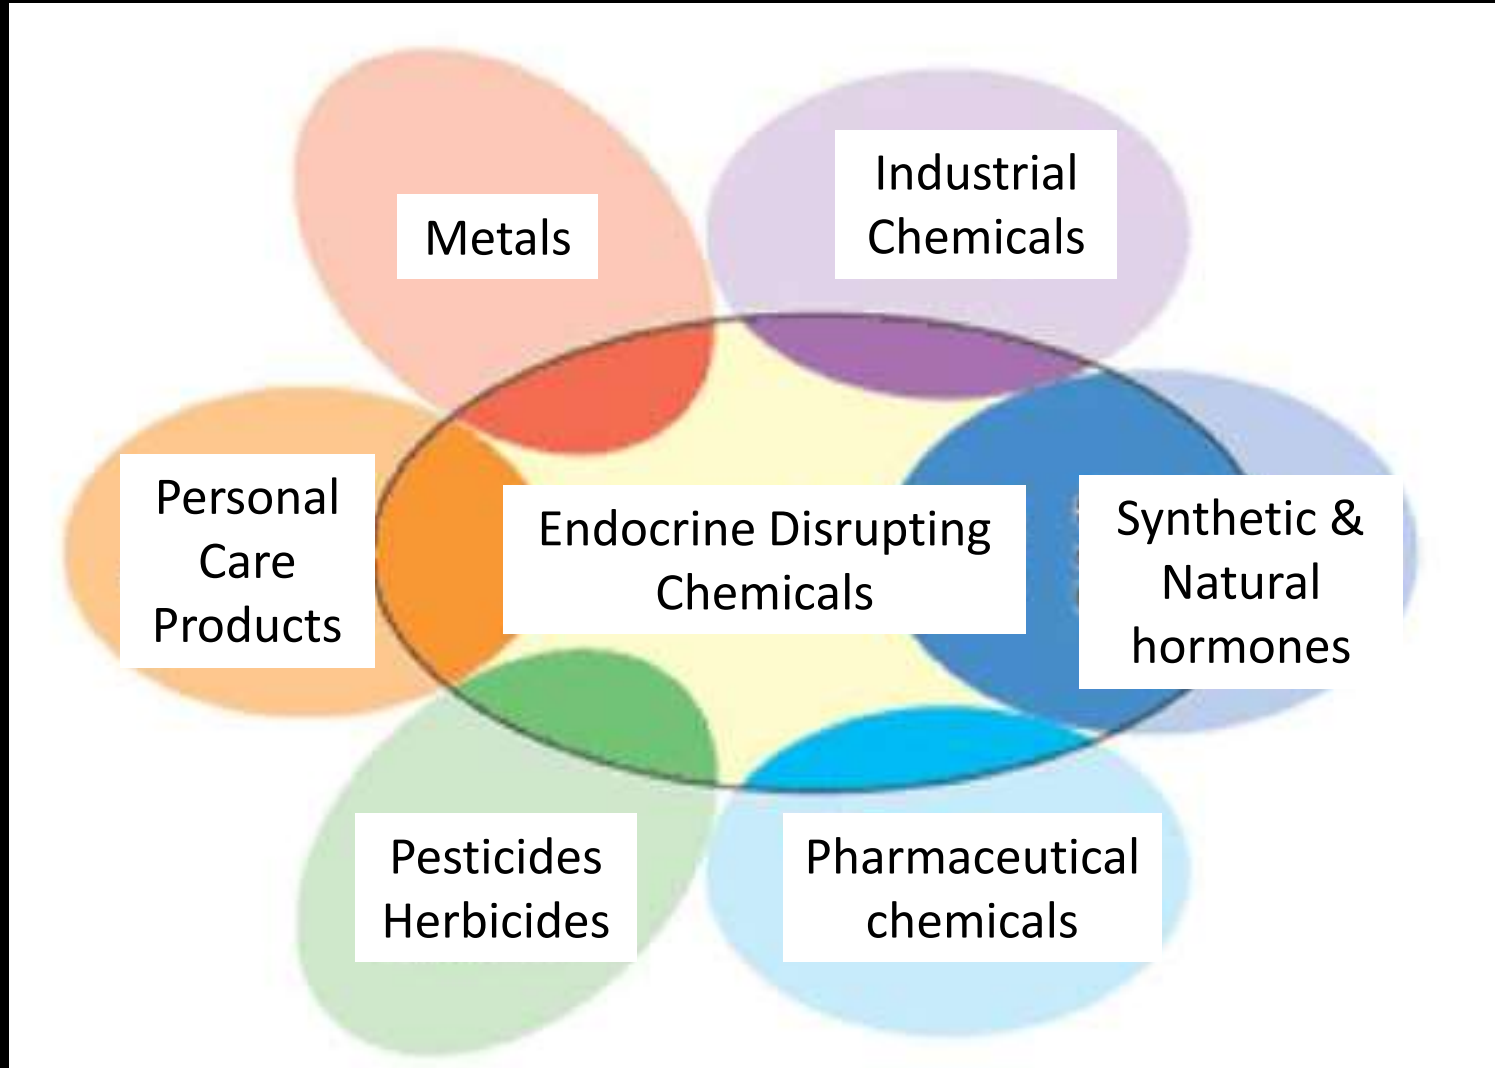 Metals
Industrial
Chemicals
Personal
Care
Products
Endocrine Disrupting
Chemicals
Synthetic &
Natural
hormones
Pesticides
Herbicides
Pharmaceutical
chemicals